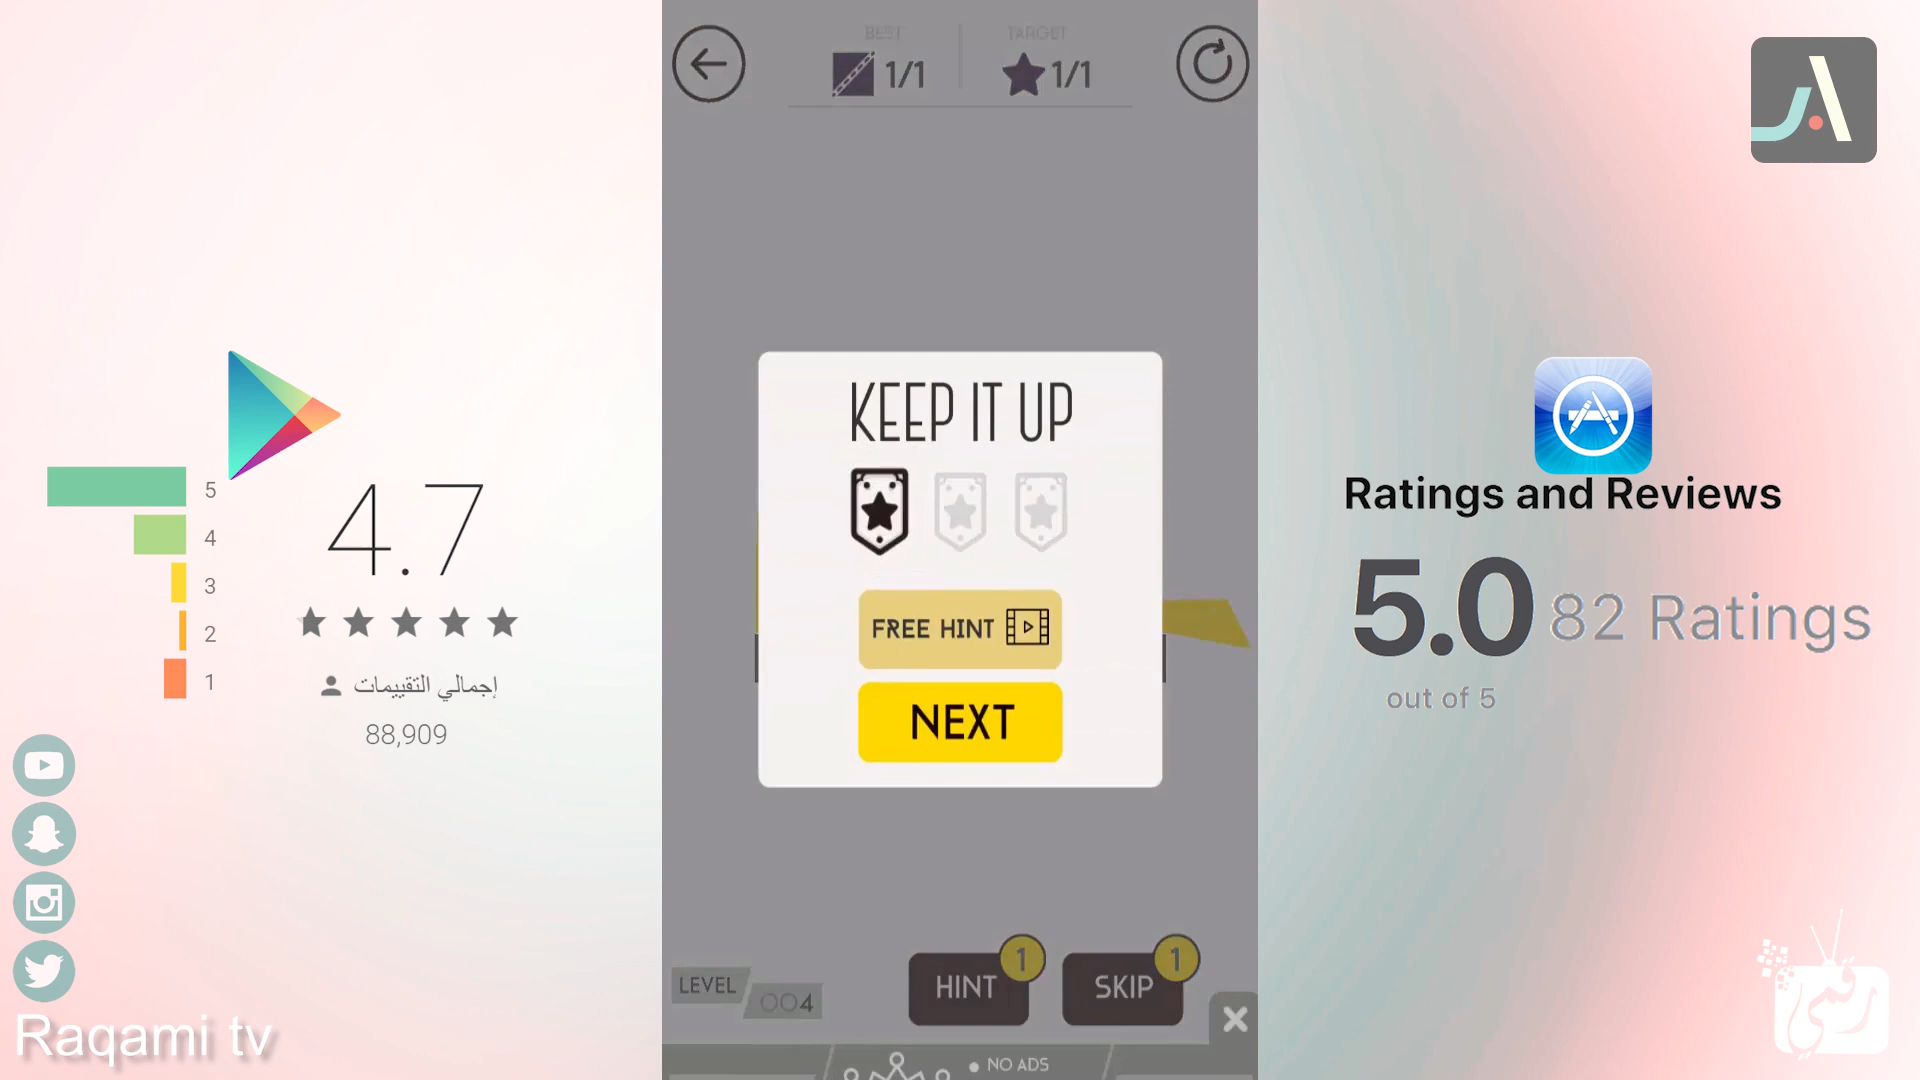 5
4
3
2
1
4.7
إجمالي التقييمات
88,909
Raqami tv
BEST
1/1
TARGET
1/1
KEEP IT UP
FREE HINT
NEXT
LEVEL
004
HINT
1
SKIP
1
NO ADS
Ratings and Reviews
5.0
82 Ratings
out of 5
رقمي